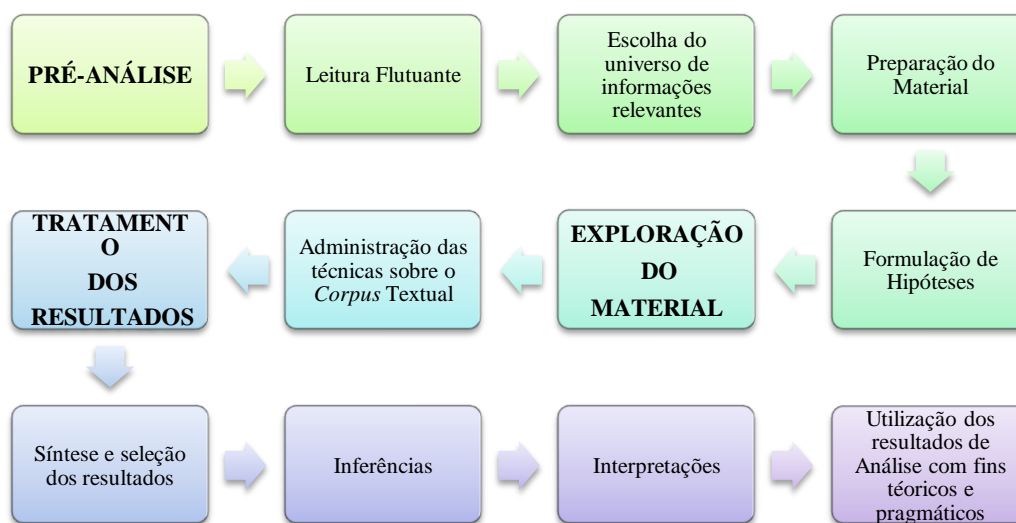 PRÉ-ANÁLISE
Leitura Flutuante
Escolha do
universo de
informações
relevantes
Preparação do
Material
Formulação de
Hipóteses
EXPLORAÇÃO
DO
MATERIAL
Administração das
técnicas sobre o
Corpus Textual
TRATAMENT
O
DOS
RESULTADOS
Síntese e seleção
dos resultados
Inferências
Interpretações
Utilização dos
resultados de
Análise com fins
téoricos e
pragmáticos